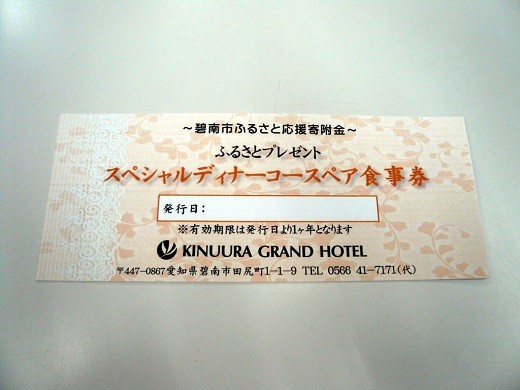 ～碧南市ふるさと応援寄附金～
ふるさとプレゼント
スペシャルディナーコースペア食事券
発行日：
※有効期限は発行日より1ヶ年となります
KINUURA GRAND HOTEL
〒447-0867愛知県碧南市田尻町1-1-9 TEL 0566 41-7171(代)